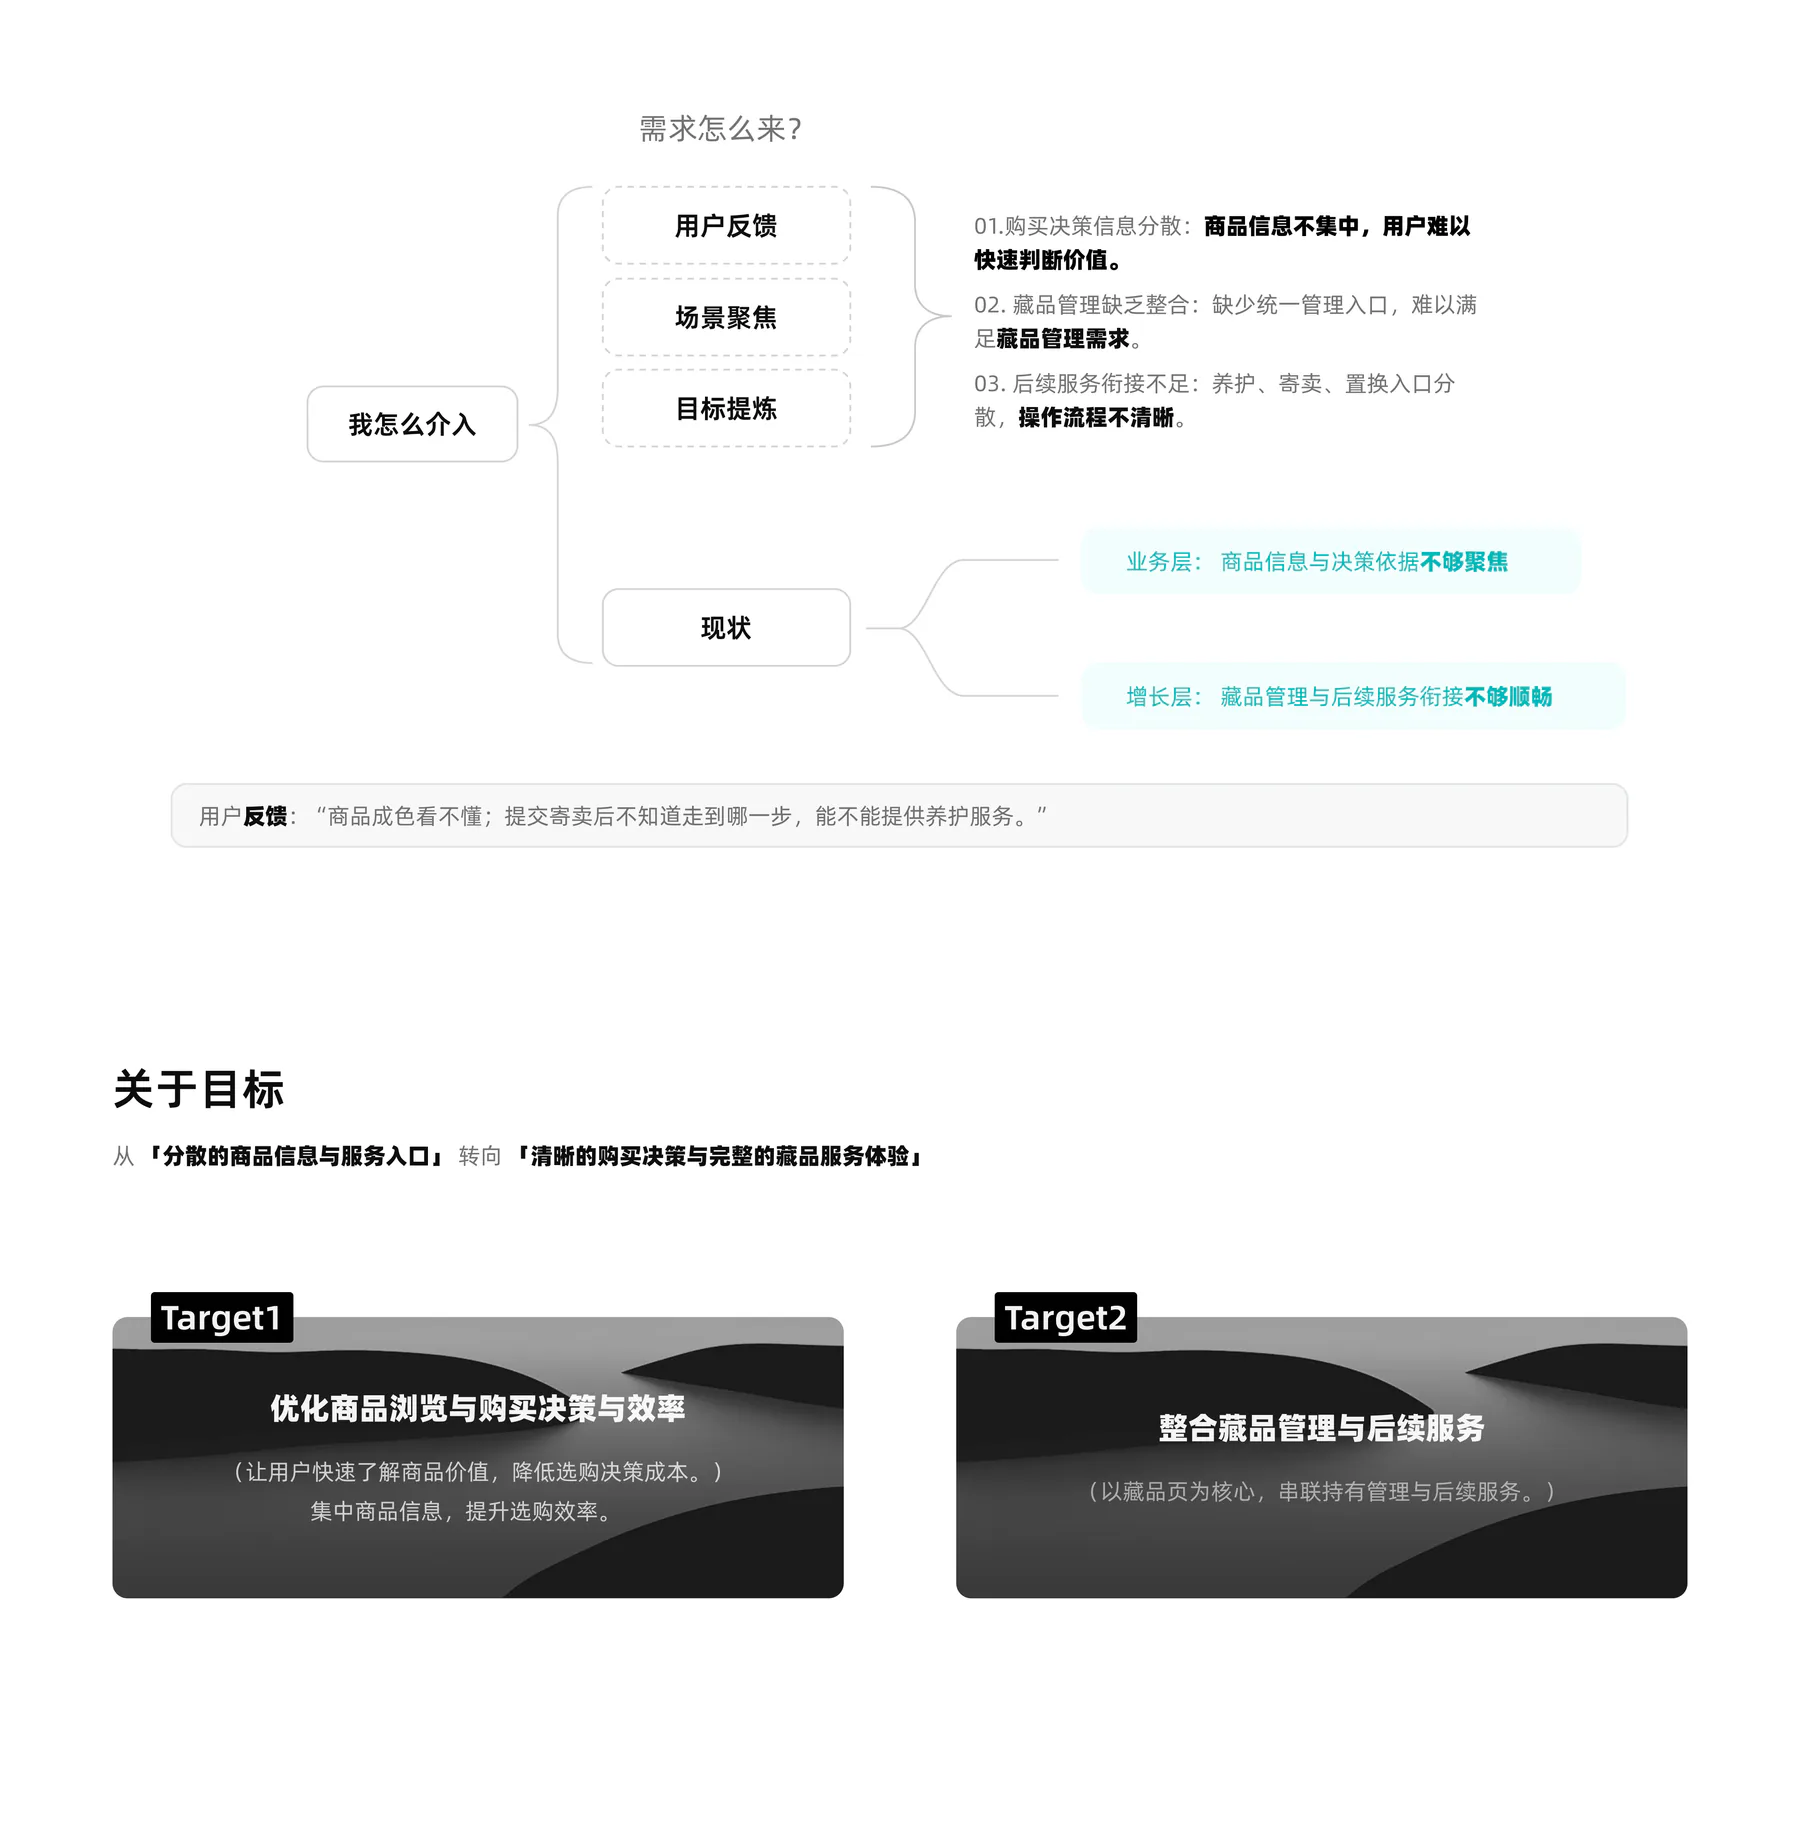 需求怎么来?
用户反馈
场景聚焦
目标提炼
我怎么介入
01.购买决策信息分散：商品信息不集中，用户难以
快速判断价值。
02. 藏品管理缺乏整合：缺少统一管理入口，难以满
足藏品管理需求。
03. 后续服务衔接不足：养护、寄卖、置换入口分
散，操作流程不清晰。
现状
业务层： 商品信息与决策依据不够聚焦
增长层： 藏品管理与后续服务衔接不够顺畅
用户反馈：“商品成色看不懂；提交寄卖后不知道走到哪一步，能不能提供养护服务。”
关于目标
从「分散的商品信息与服务入口」转向「清晰的购买决策与完整的藏品服务体验」
Target1
优化商品浏览与购买决策与效率
（让用户快速了解商品价值，降低选购决策成本。）
集中商品信息，提升选购效率。
Target2
整合藏品管理与后续服务
（以藏品页为核心，串联持有管理与后续服务。）